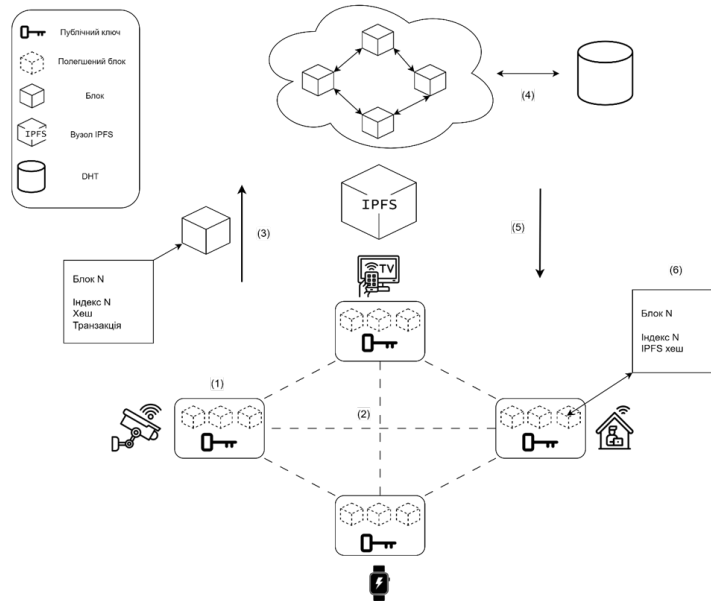 Публічний ключ
Полегшений блок
Блок
IPFS
Вузол IPFS
DHT
(4)
IPFS
(3)
(5)
Блок N
Індекс N
Хеш
Транзакція
TV
(6)
Блок N
Індекс N
IPFS хеш
(1)
(2)